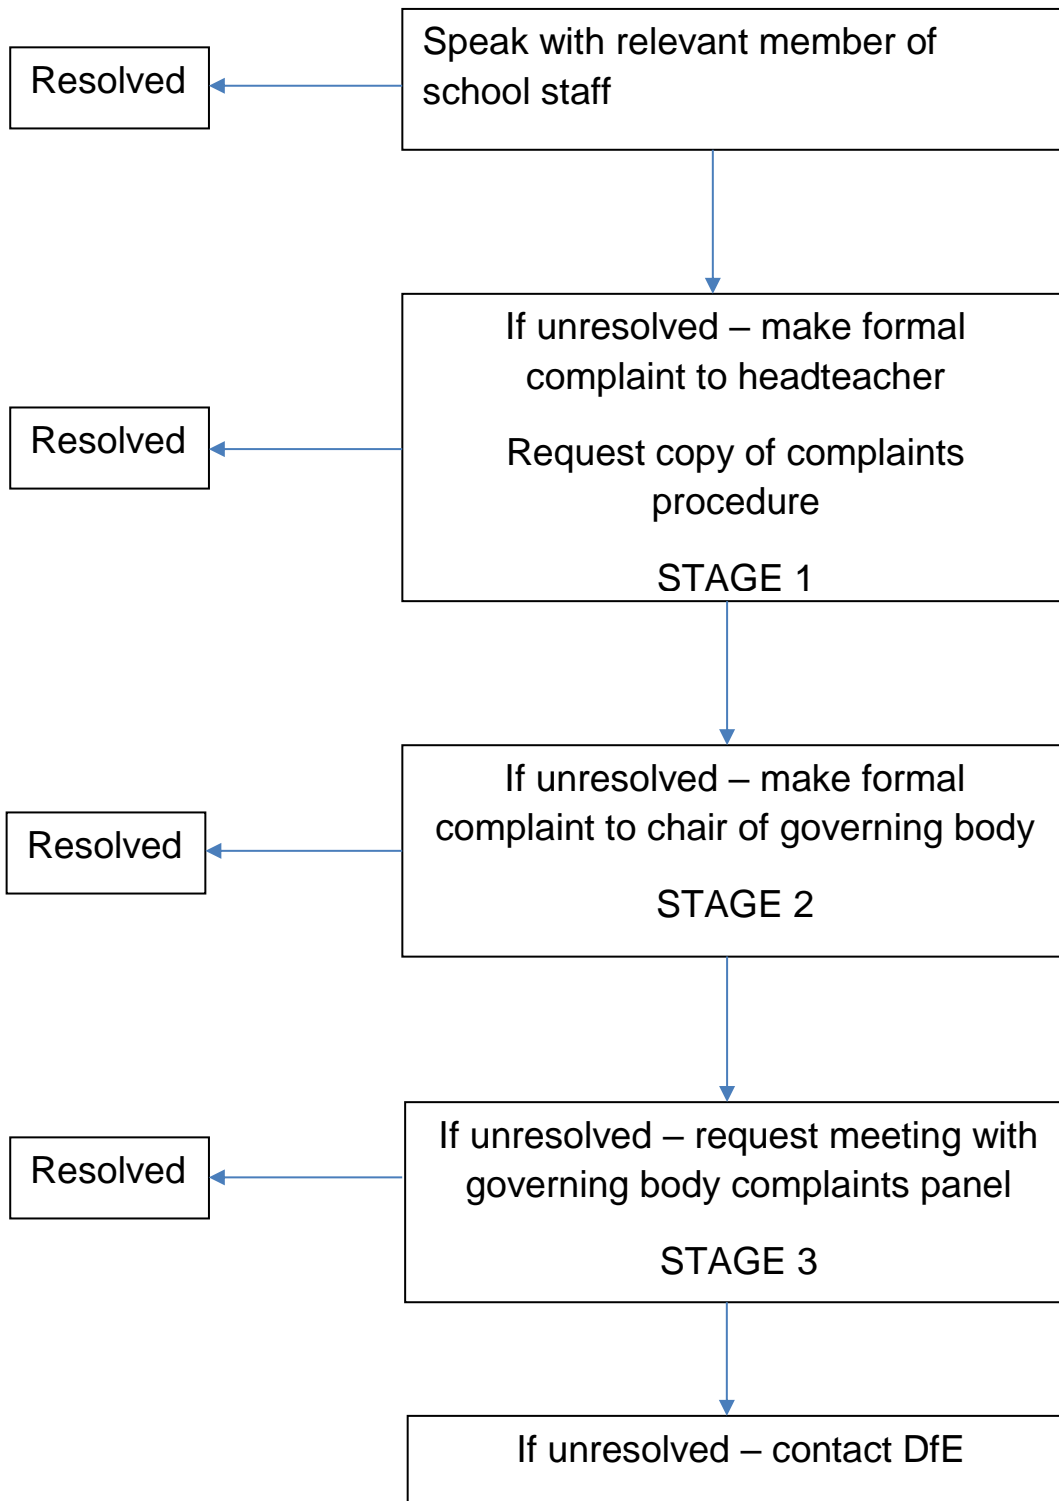 Speak with relevant member of
school staff
Resolved
If unresolved – make formal
complaint to headteacher
Request copy of complaints
procedure
STAGE 1
Resolved
If unresolved – make formal
complaint to chair of governing body
STAGE 2
Resolved
If unresolved – request meeting with
governing body complaints panel
STAGE 3
Resolved
If unresolved – contact DfE